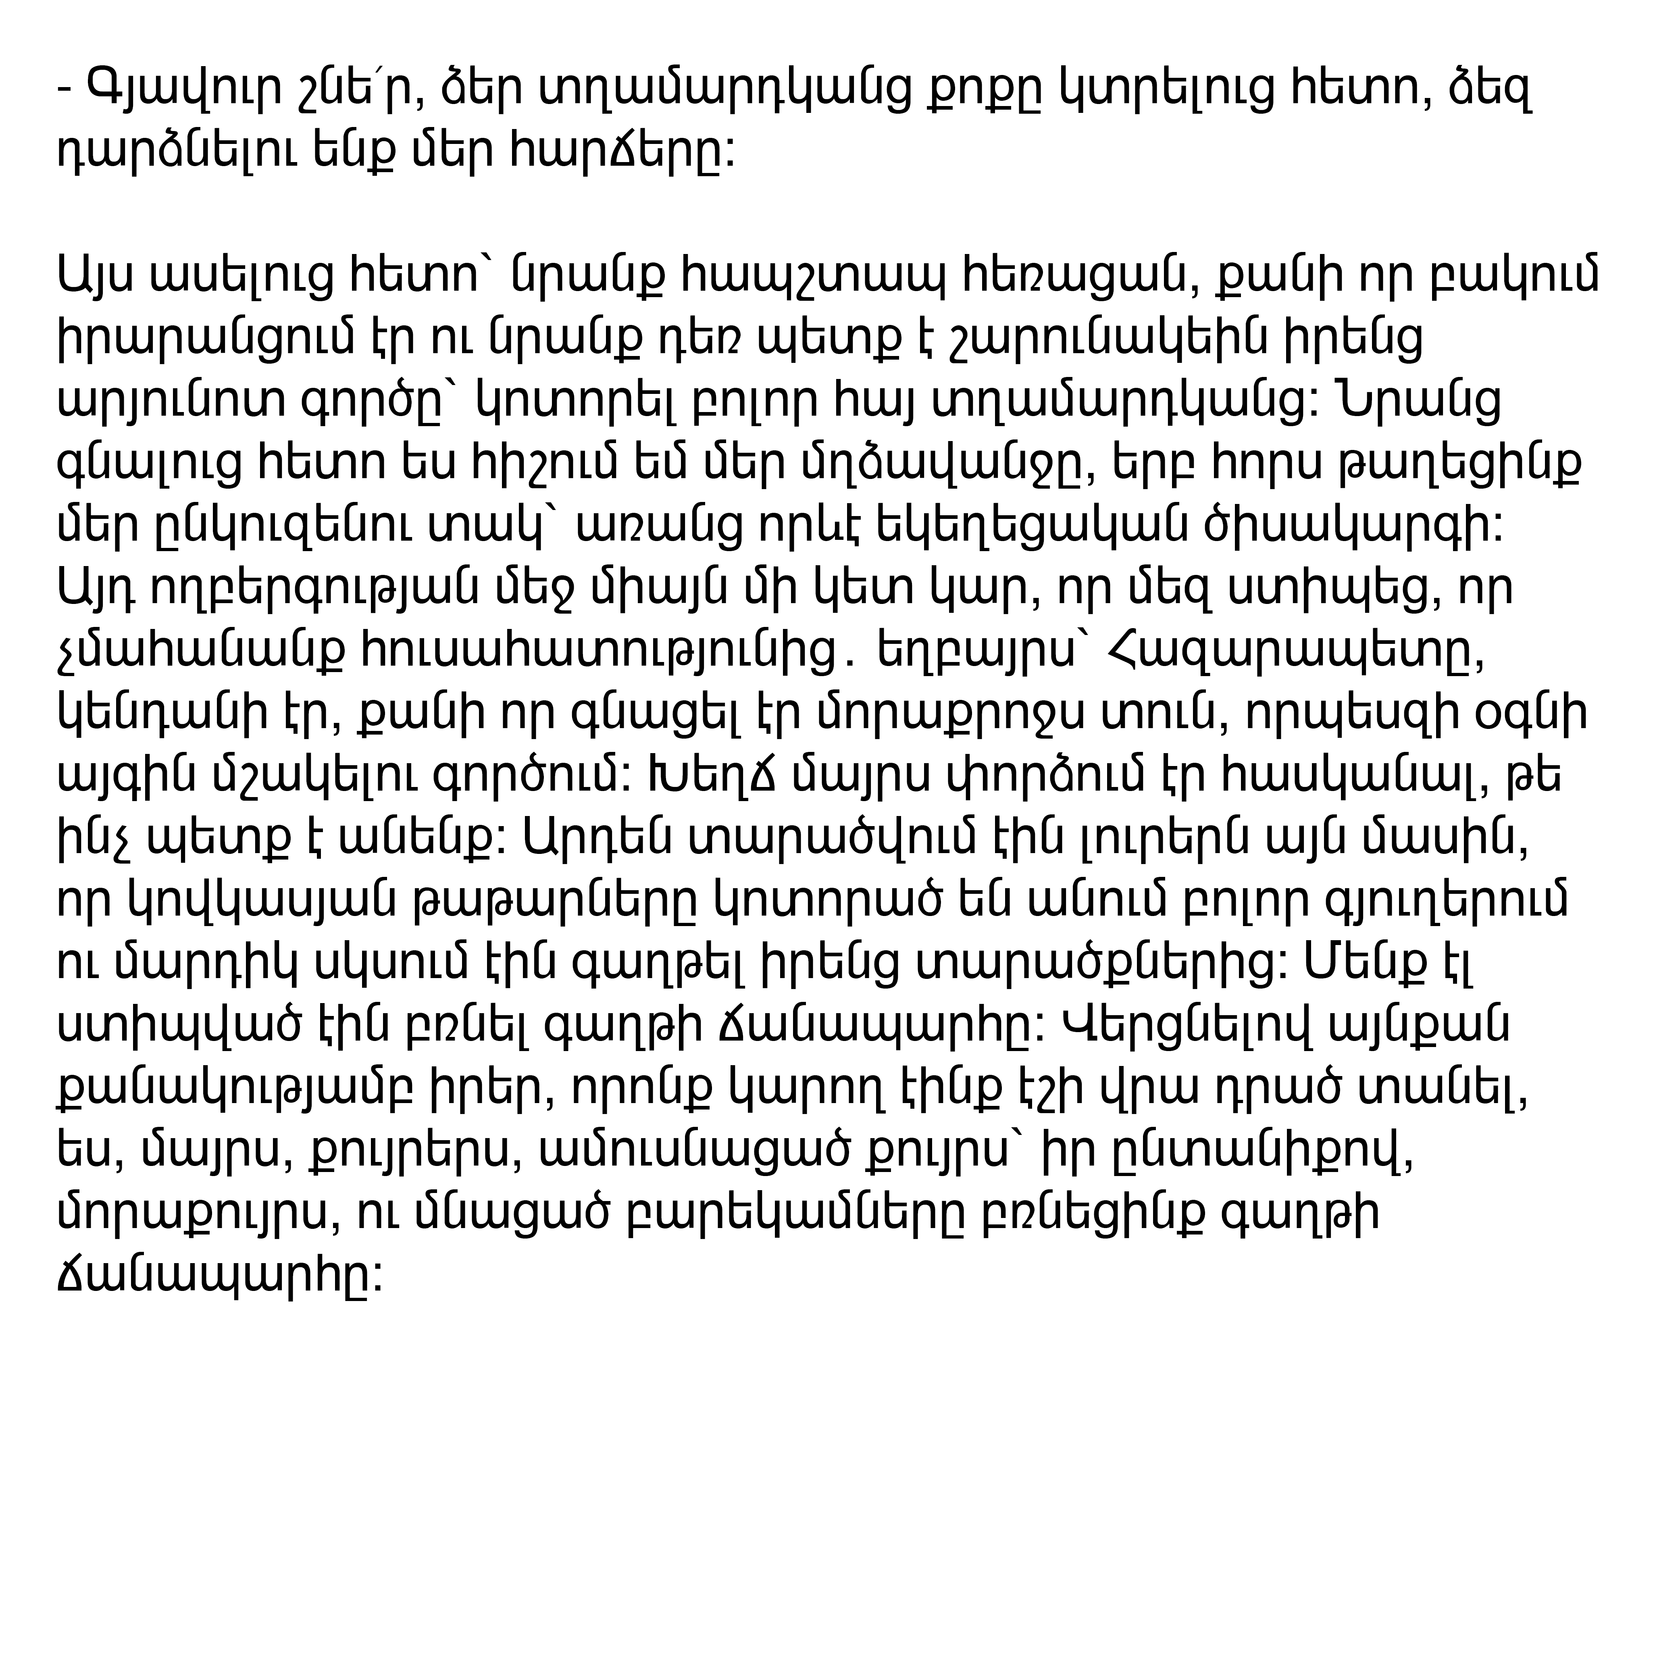 - Գյավուր շնե՛ր, ձեր տղամարդկանց քոքը կտրելուց հետո, ձեզ
դարձնելու ենք մեր հարճերը:
Այս ասելուց հետո` նրանք հապշտապ հեռացան, քանի որ բակում
իրարանցում էր ու նրանք դեռ պետք է շարունակեին իրենց
արյունոտ գործը` կոտորել բոլոր հայ տղամարդկանց: Նրանց
գնալուց հետո ես հիշում եմ մեր մղձավանջը, երբ հորս թաղեցինք
մեր ընկուզենու տակ` առանց որևէ եկեղեցական ծիսակարգի:
Այդ ողբերգության մեջ միայն մի կետ կար, որ մեզ ստիպեց, որ
չմահանանք հուսահատությունից․ եղբայրս` Հազարապետը,
կենդանի էր, քանի որ գնացել էր մորաքրոջս տուն, որպեսզի օգնի
այգին մշակելու գործում: Խեղճ մայրս փորձում էր հասկանալ, թե
ինչ պետք է անենք: Արդեն տարածվում էին լուրերն այն մասին,
որ կովկասյան թաթարները կոտորած են անում բոլոր գյուղերում
ու մարդիկ սկսում էին գաղթել իրենց տարածքներից: Մենք էլ
ստիպված էին բռնել գաղթի ճանապարհը: Վերցնելով այնքան
քանակությամբ իրեր, որոնք կարող էինք էշի վրա դրած տանել,
ես, մայրս, քույրերս, ամուսնացած քույրս` իր ընտանիքով,
մորաքույրս, ու մնացած բարեկամները բռնեցինք գաղթի
ճանապարհը: